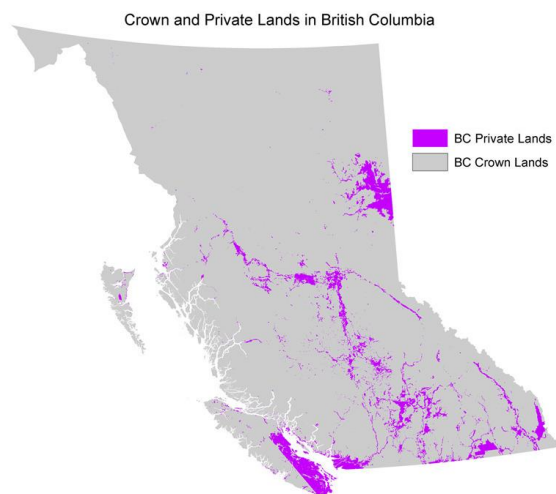 Crown and Private Lands in British Columbia
BC Private Lands
BC Crown Lands